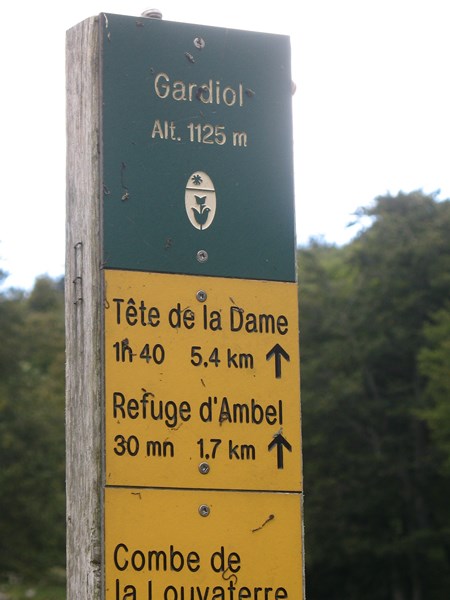 Gardiol
Alt. 1125 m
Tête de la Dame
1h 40 5,4 km ↑
Refuge d'Ambel
30 mn 1,7 km ↑
Combe de
la Louvaterre